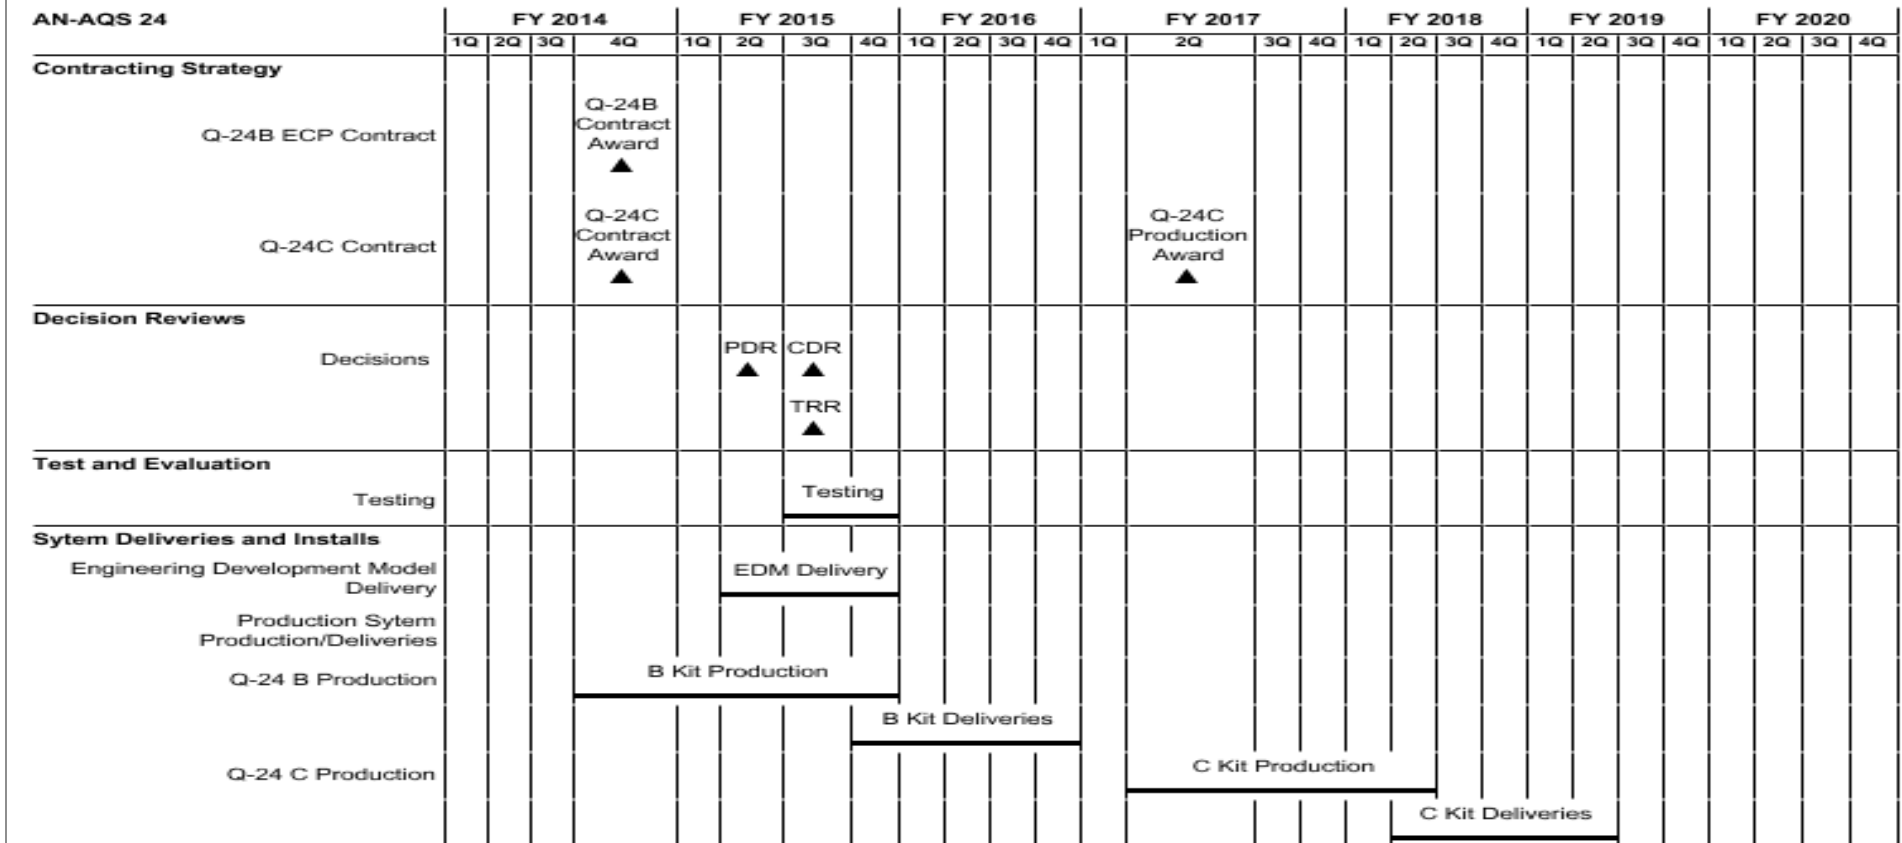 AN-AQS 24 FY 2014 FY 2015 FY 2016 FY 2017 FY 2018 FY 2019 FY 2020
1Q 2Q 3Q 4Q 1Q 2Q 3Q 4Q 1Q 2Q 3Q 4Q 1Q 2Q 3Q 4Q 1Q 2Q 3Q 4Q 1Q 2Q 3Q 4Q 1Q 2Q 3Q 4Q
Contracting Strategy
Q-24B ECP Contract
Q-24B
Contract
Award
Q-24C Contract
Q-24C
Contract
Award
Q-24C
Production
Award
Decision Reviews
Decisions
PDR CDR
TRR
Test and Evaluation
Testing
Testing
Sytem Deliveries and Installs
Engineering Development Model
Delivery
EDM Delivery
Production Sytem
Production/Deliveries
Q-24 B Production
B Kit Production
B Kit Deliveries
Q-24 C Production
C Kit Production
C Kit Deliveries